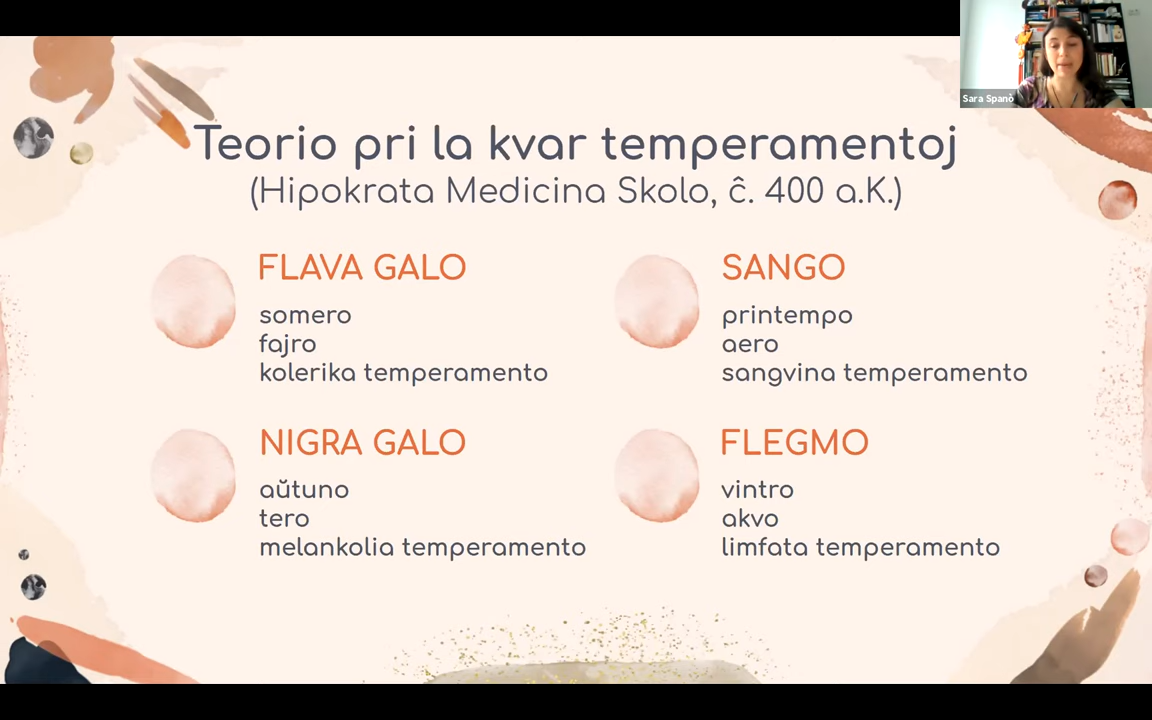 Sara Spanò
Teorio pri la kvar temperamentoj
(Hipokrata Medicina Skolo, ĉ. 400 a.K.)
FLAVA GALO
somero
fajro
kolerika temperamento
SANGO
printempo
aero
sangvina temperamento
NIGRA GALO
aŭtuno
tero
melankolia temperamento
FLEGMO
vintro
akvo
limfata temperamento